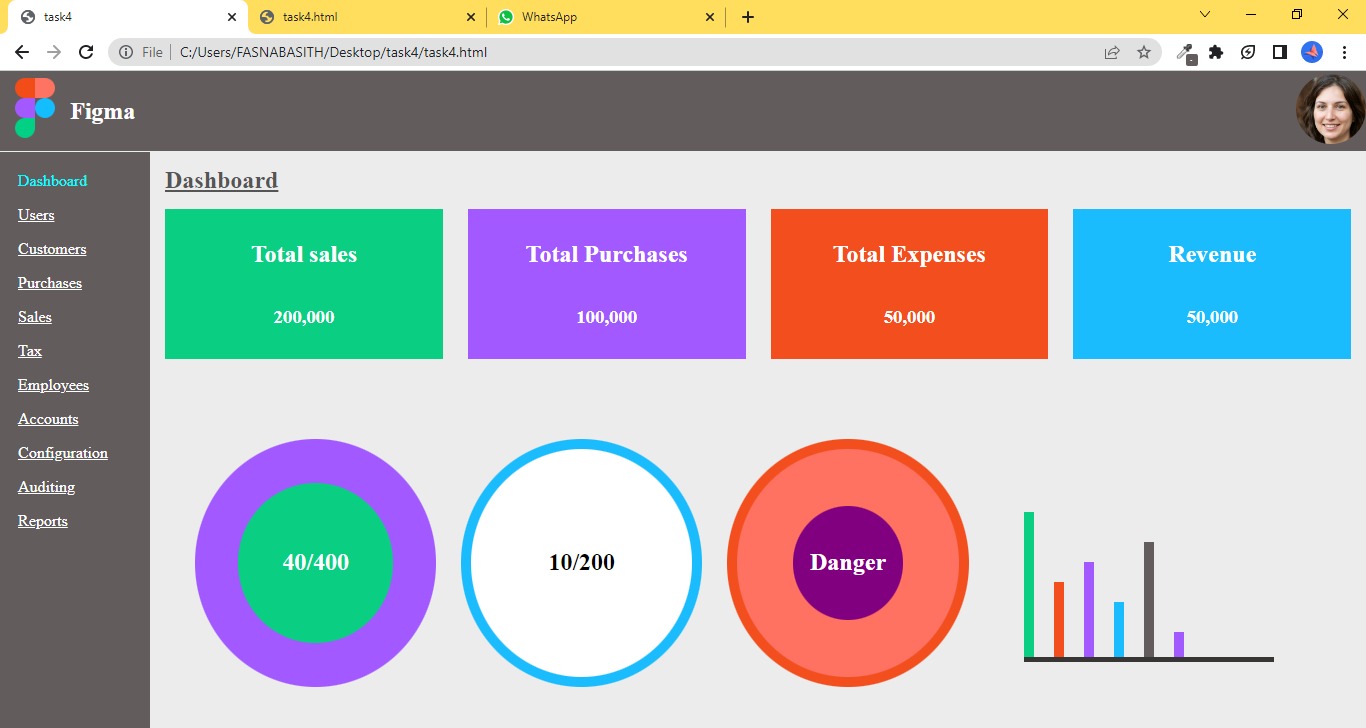 task4
task4.html
WhatsApp
File
C:/Users/FASNABASITH/Desktop/task4/task4.html
Figma
Dashboard
Users
Customers
Purchases
Sales
Tax
Employees
Accounts
Configuration
Auditing
Reports
Dashboard
Total sales
200,000
Total Purchases
100,000
Total Expenses
50,000
Revenue
50,000
40/400
10/200
Danger